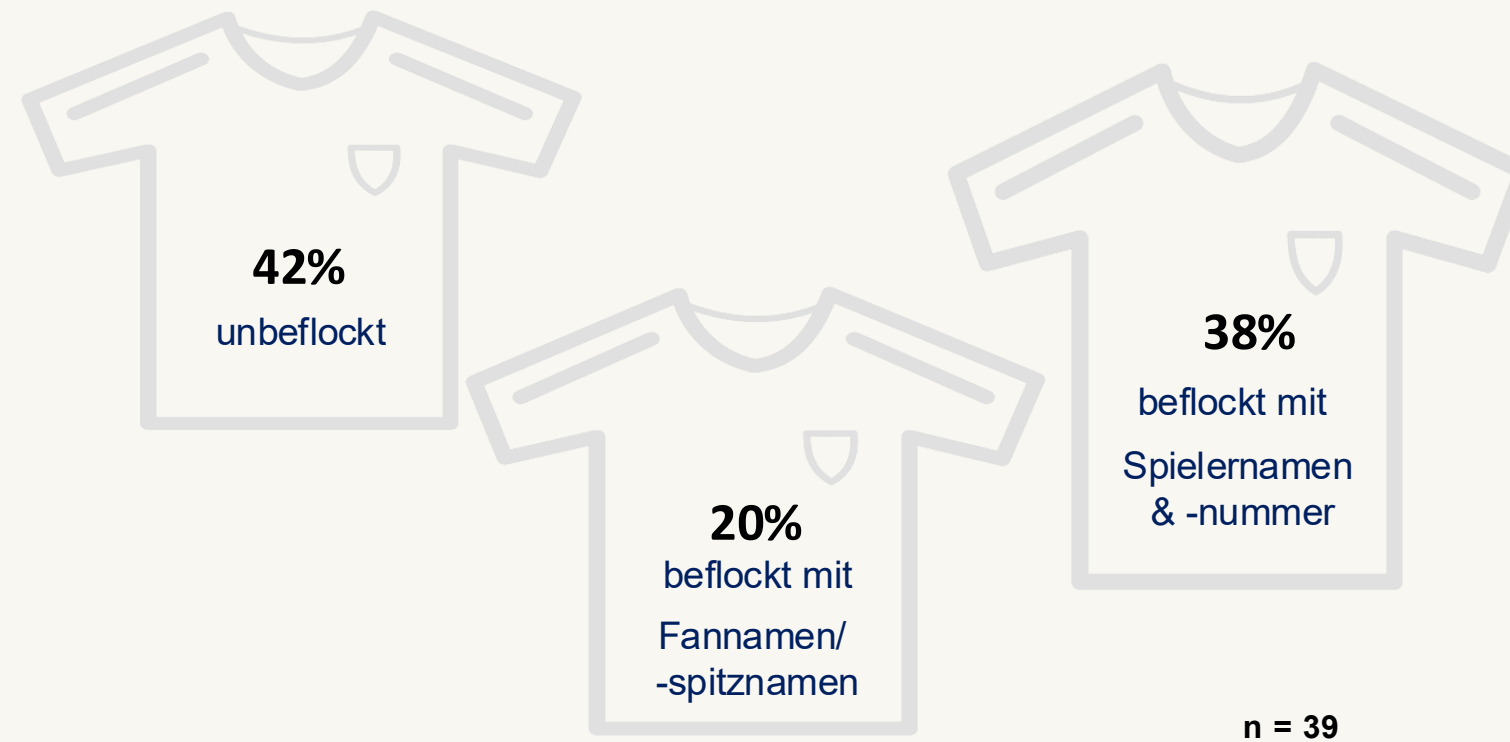 42%
unbeflockt
20%
beflockt mit
Fannamen/
-spitznamen
38%
beflockt mit
Spielernamen
& -nummer
n = 39